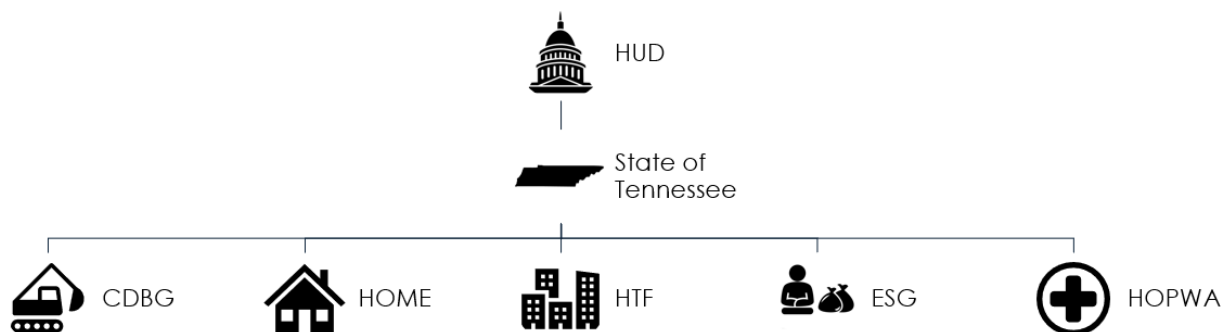 HUD
State of
Tennessee
CDBG
HOME
HTF
ESG
HOPWA